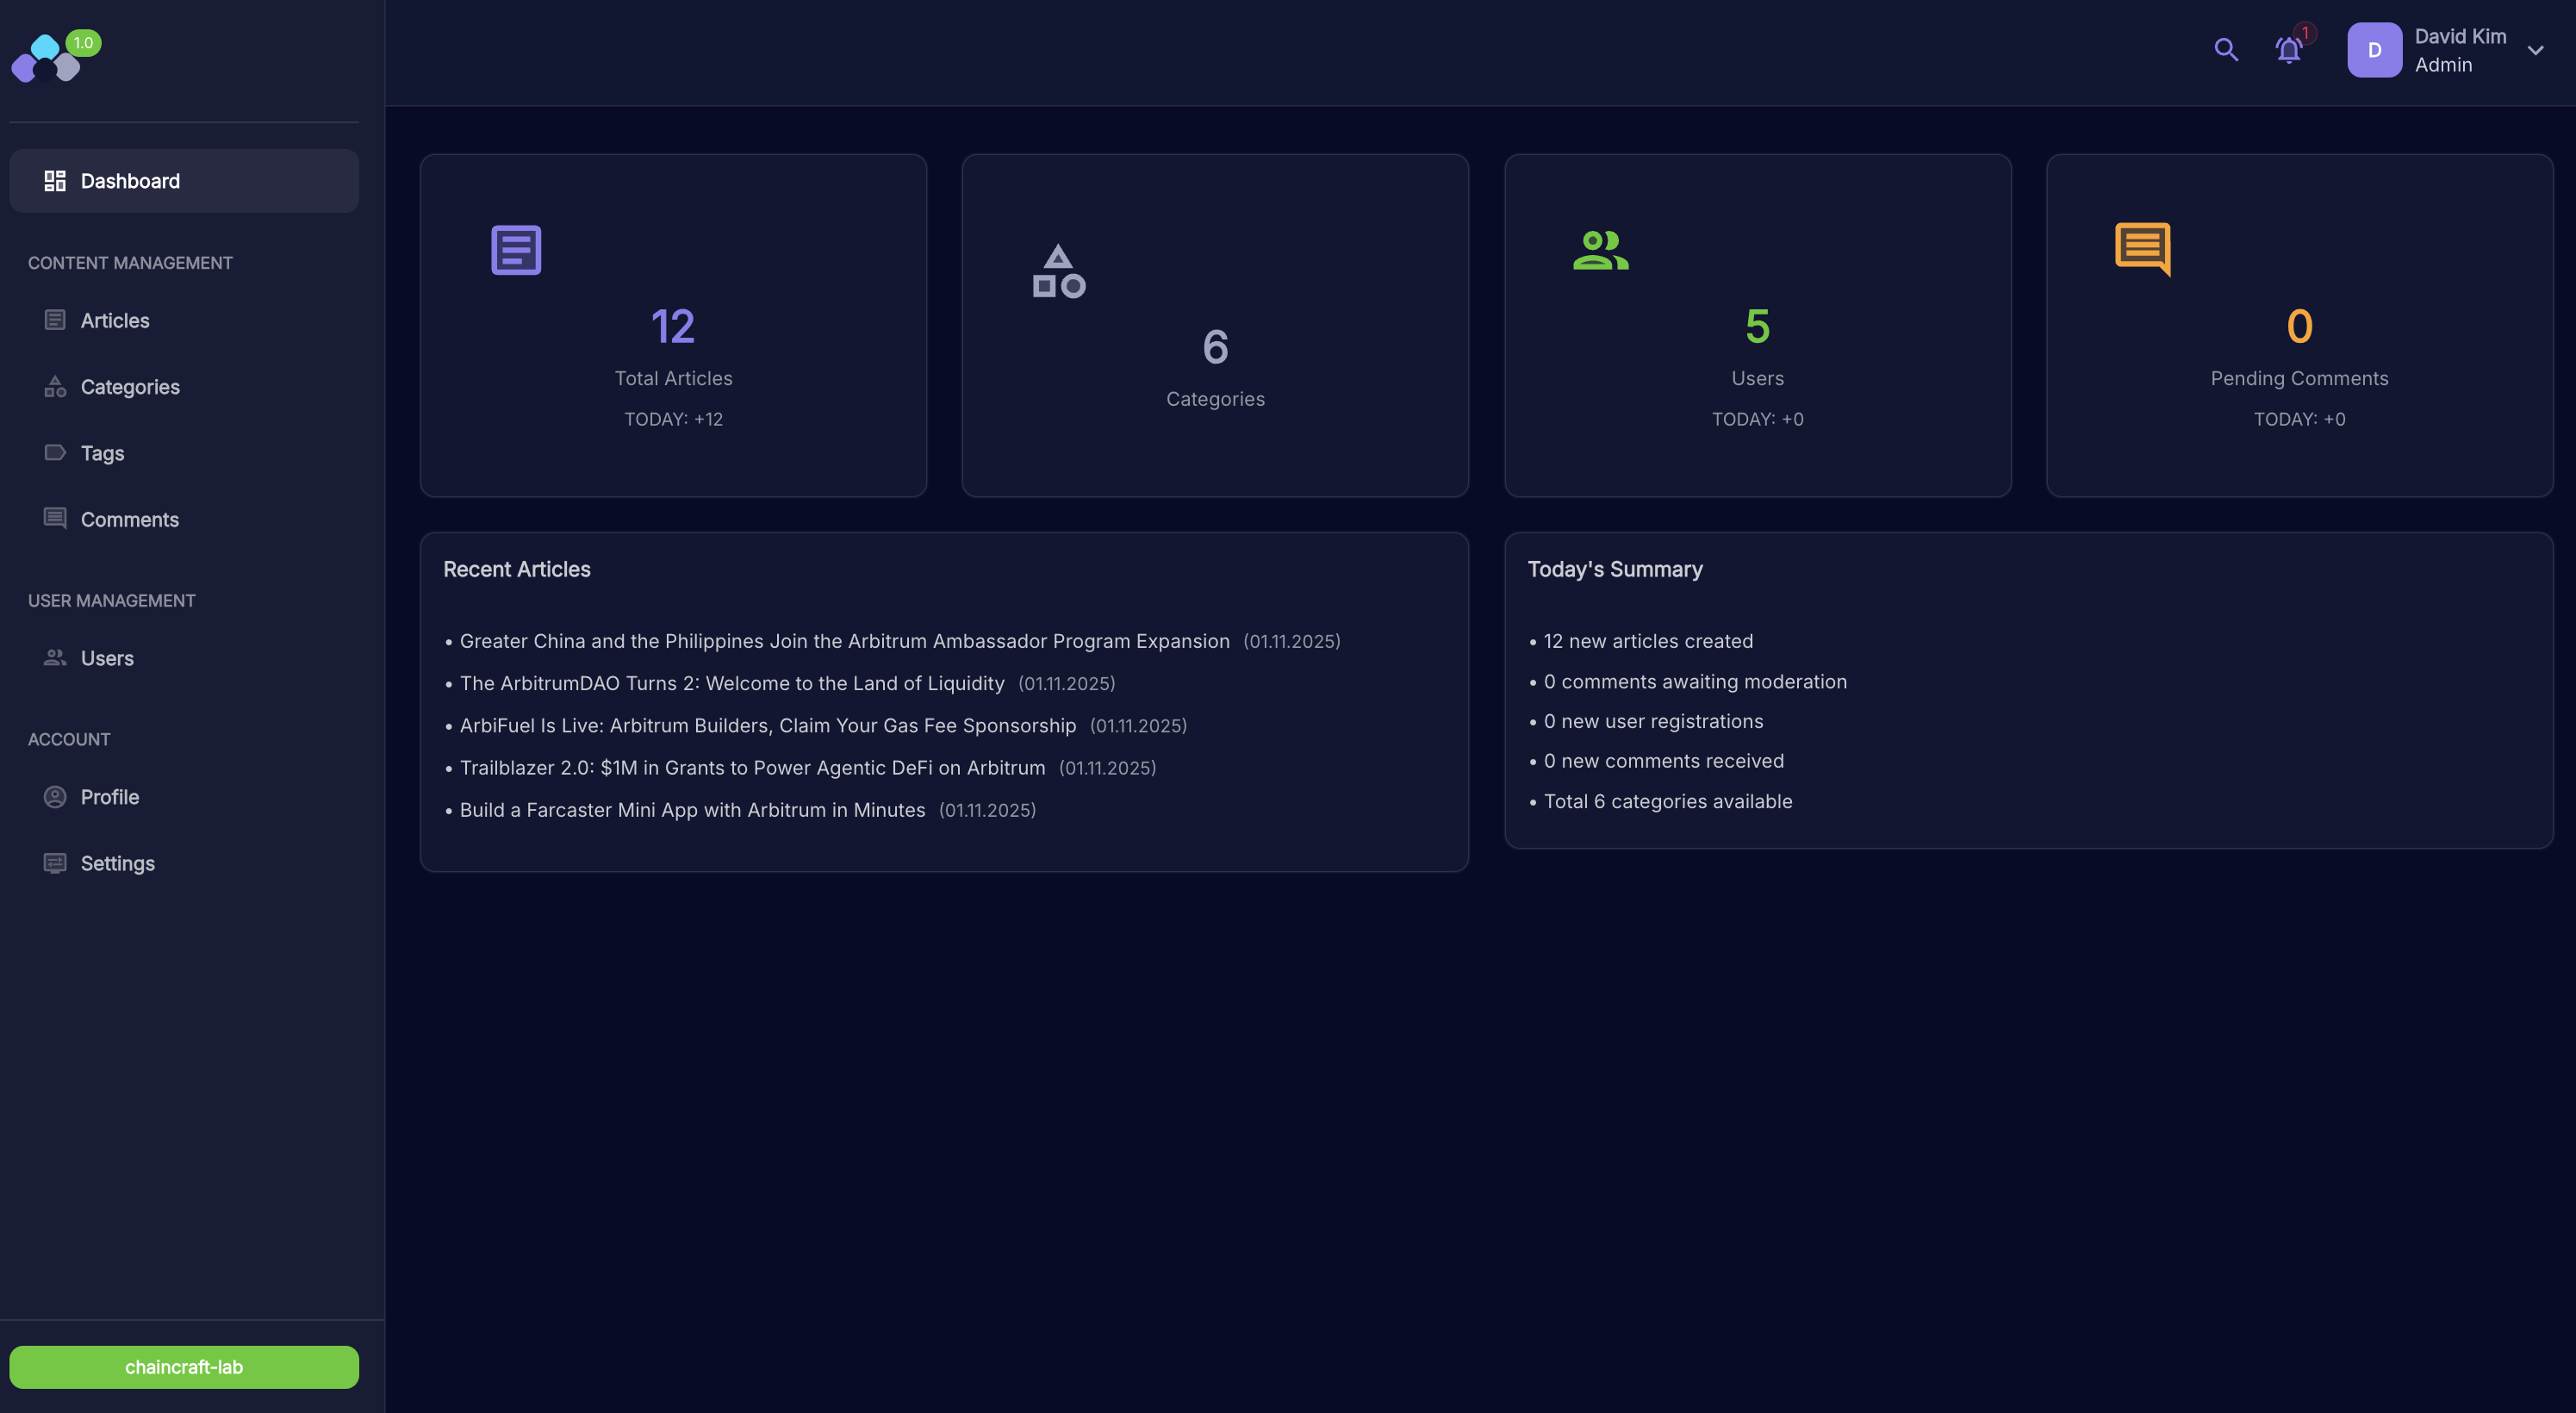 1.0
Dashboard
CONTENT MANAGEMENT
Articles
Categories
Tags
Comments
USER MANAGEMENT
Users
ACCOUNT
Profile
Settings
chaincraft-lab
1
D
David Kim
Admin
12
Total Articles
TODAY: +12
6
Categories
5
Users
TODAY: +0
0
Pending Comments
TODAY: +0
Recent Articles
• Greater China and the Philippines Join the Arbitrum Ambassador Program Expansion (01.11.2025)
• The ArbitrumDAO Turns 2: Welcome to the Land of Liquidity (01.11.2025)
• ArbiFuel Is Live: Arbitrum Builders, Claim Your Gas Fee Sponsorship (01.11.2025)
• Trailblazer 2.0: $1M in Grants to Power Agentic DeFi on Arbitrum (01.11.2025)
• Build a Farcaster Mini App with Arbitrum in Minutes (01.11.2025)
Today's Summary
• 12 new articles created
• 0 comments awaiting moderation
• 0 new user registrations
• 0 new comments received
• Total 6 categories available